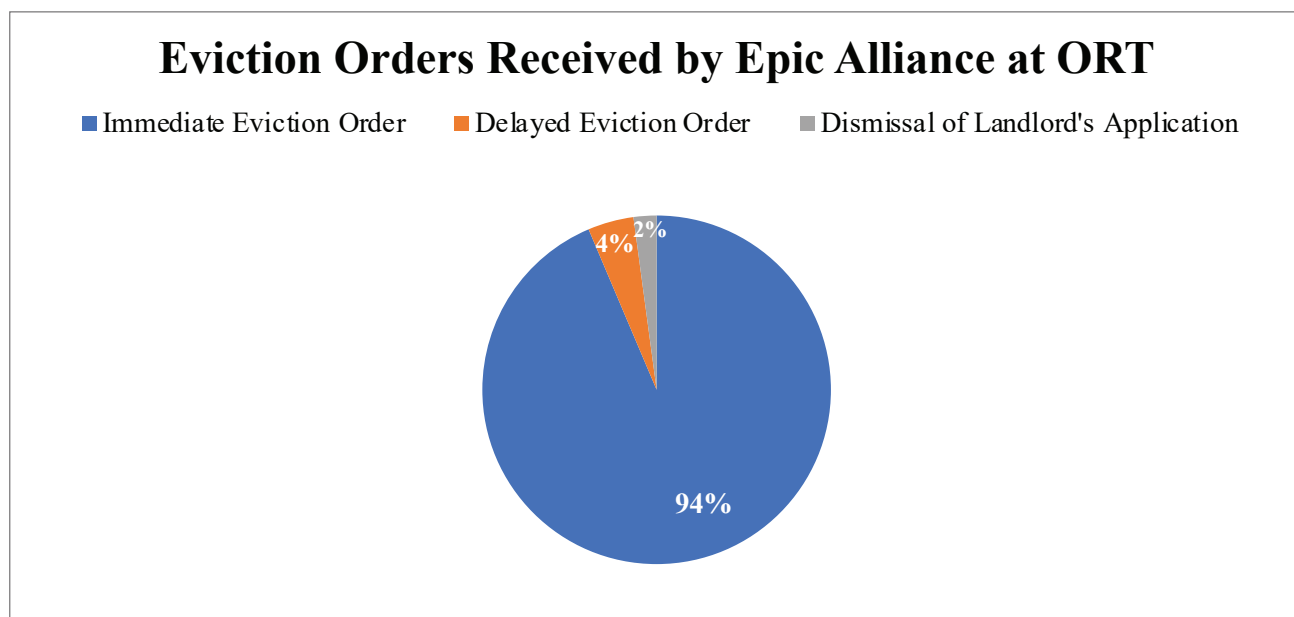 Eviction Orders Received by Epic Alliance at ORT
Immediate Eviction Order Delayed Eviction Order Dismissal of Landlord's Application
4% 2%
94%